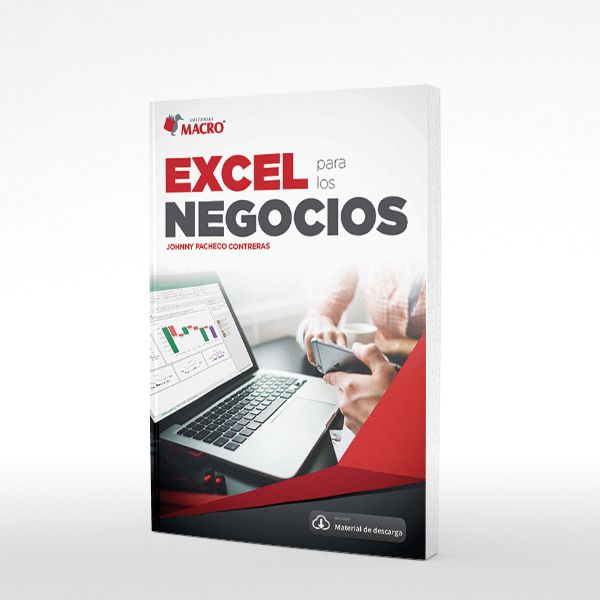 EDITORIAL
MACRO®
EXCEL para
los
NEGOCIOS
JOHNNY PACHECO CONTRERAS
Material de descarga